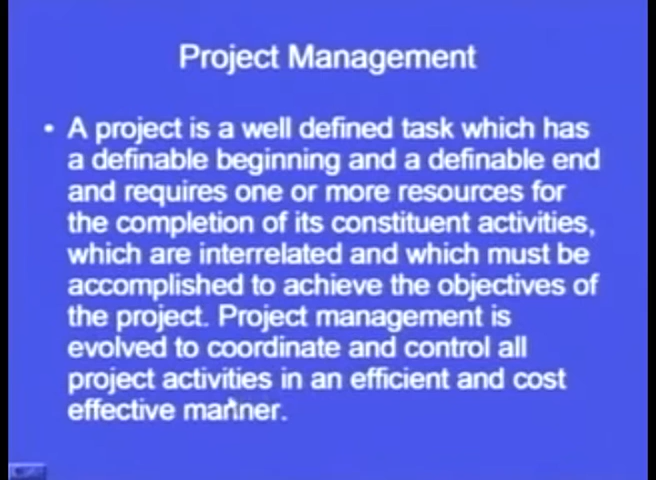 Project Management
• A project is a well defined task which has
a definable beginning and a definable end
and requires one or more resources for
the completion of its constituent activities,
which are interrelated and which must be
accomplished to achieve the objectives of
the project. Project management is
evolved to coordinate and control all
project activities in an efficient and cost
effective manner.